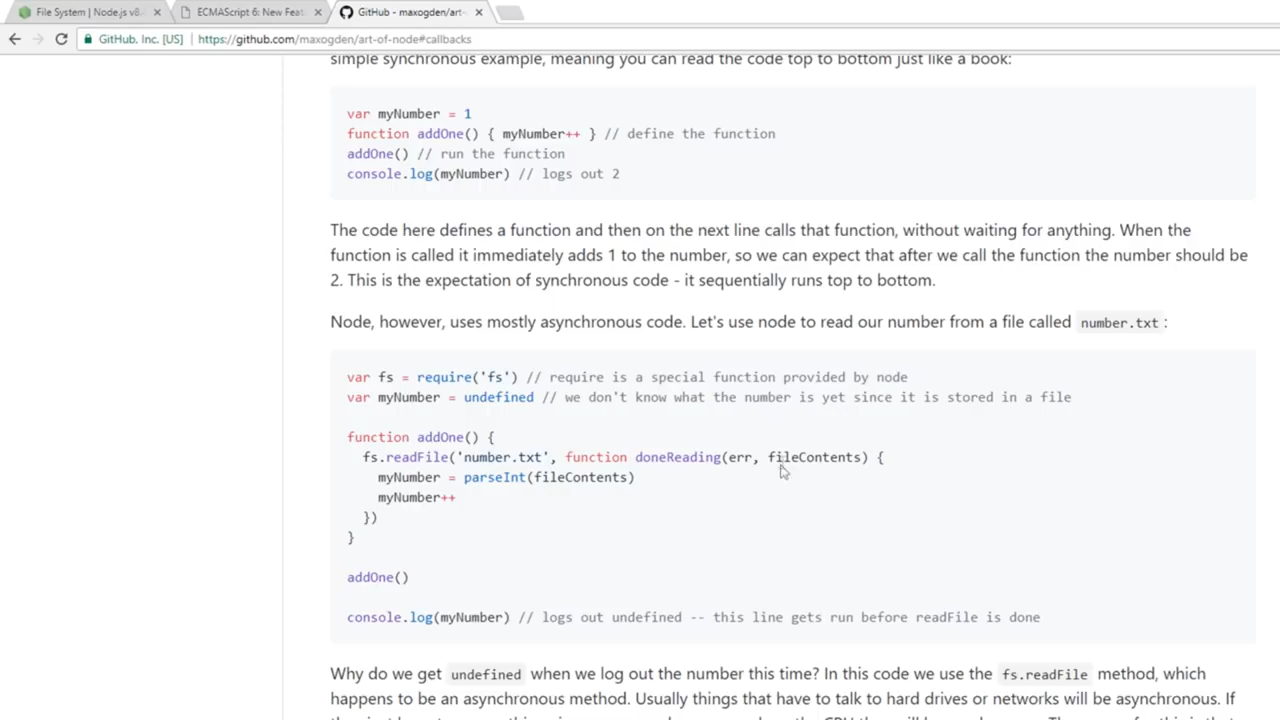 File System | Node.js v8.
ECMAScript 6: New Feat
GitHub - maxogden/art-
GitHub, Inc. [US] https://github.com/maxogden/art-of-node#callbacks
simple synchronous example, meaning you can read the code top to bottom just like a book:
var myNumber = 1
function addOne() { myNumber++ } // define the function
addOne() // run the function
console.log(myNumber) // logs out 2
The code here defines a function and then on the next line calls that function, without waiting for anything. When the
function is called it immediately adds 1 to the number, so we can expect that after we call the function the number should be
2. This is the expectation of synchronous code - it sequentially runs top to bottom.
Node, however, uses mostly asynchronous code. Let's use node to read our number from a file called number.txt :
var fs = require('fs') // require is a special function provided by node
var myNumber = undefined // we don't know what the number is yet since it is stored in a file
function addOne() {
fs.readFile('number.txt', function doneReading(err, fileContents) {
myNumber = parseInt(fileContents)
myNumber++
})
}
addOne()
console.log(myNumber) // logs out undefined -- this line gets run before readFile is done
Why do we get undefined when we log out the number this time? In this code we use the fs.readFile method, which
happens to be an asynchronous method. Usually things that have to talk to hard drives or networks will be asynchronous. If